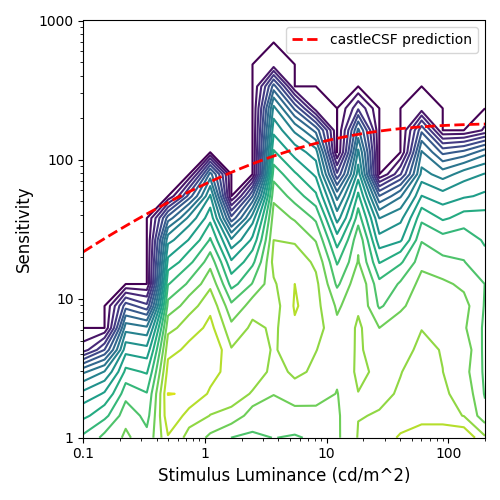 1000
castleCSF prediction
100
Sensitivity
10
1
0.1 1 10 100
Stimulus Luminance (cd/m^2)